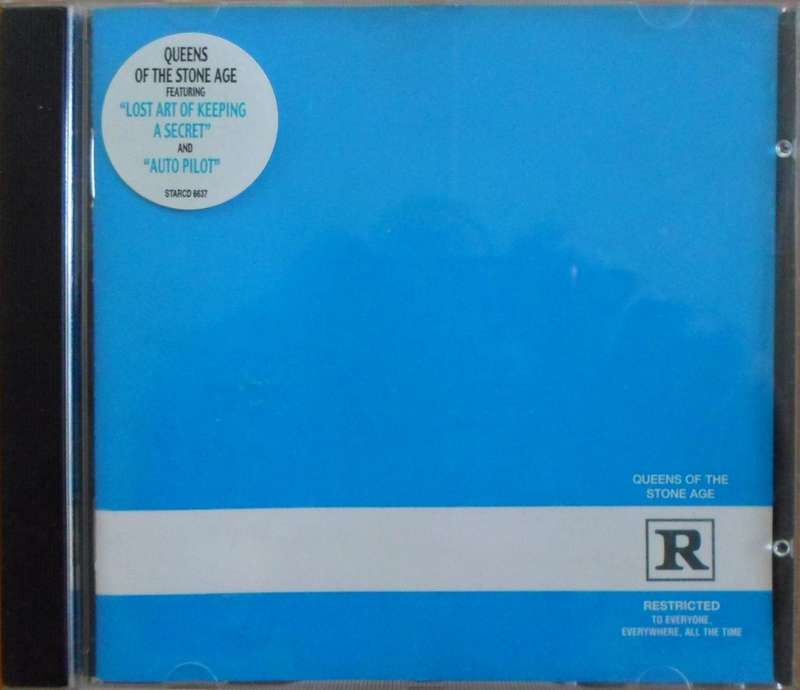 QUEENS
OF THE STONE AGE
FEATURING
"LOST ART OF KEEPING
A SECRET"
AND
"AUTO PILOT"
STARCD 6637
QUEENS OF THE
STONE AGE
R
RESTRICTED
TO EVERYONE,
EVERYWHERE, ALL THE TIME